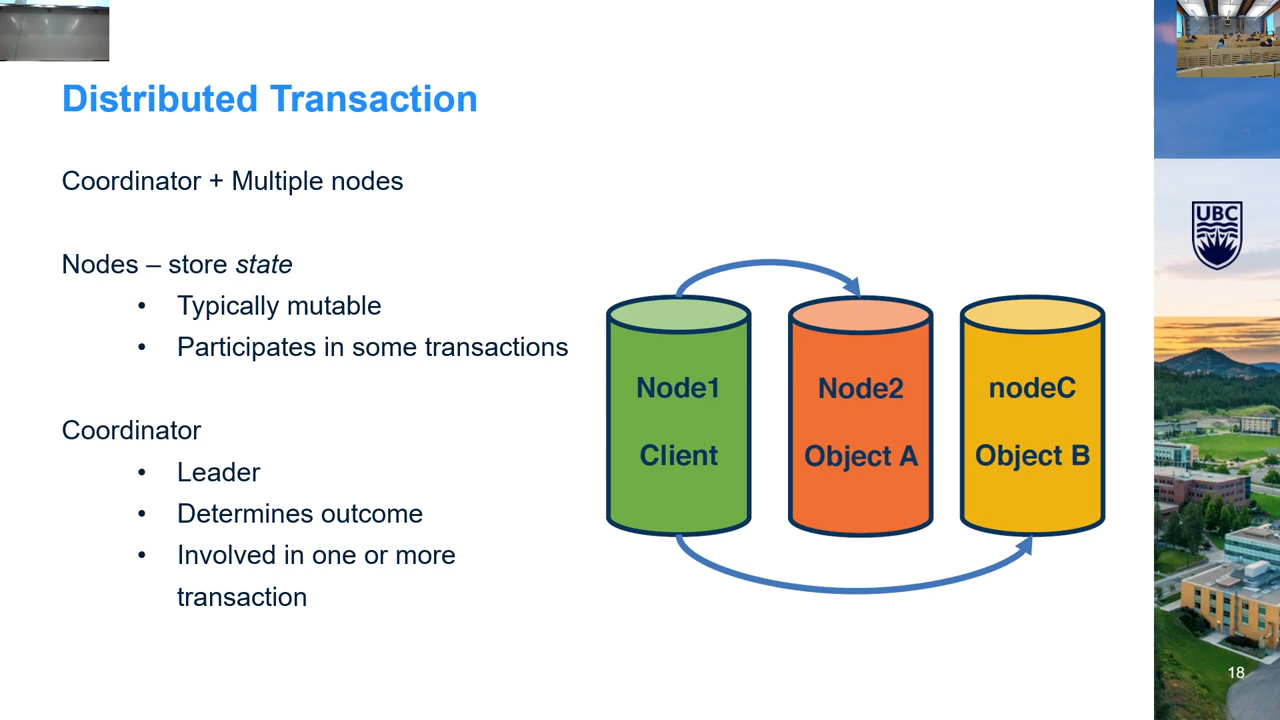 Distributed Transaction
Coordinator + Multiple nodes
Nodes – store state
• Typically mutable
• Participates in some transactions
Coordinator
• Leader
• Determines outcome
• Involved in one or more
transaction
Node1
Client
Node2
Object A
nodeC
Object B
UBC
18